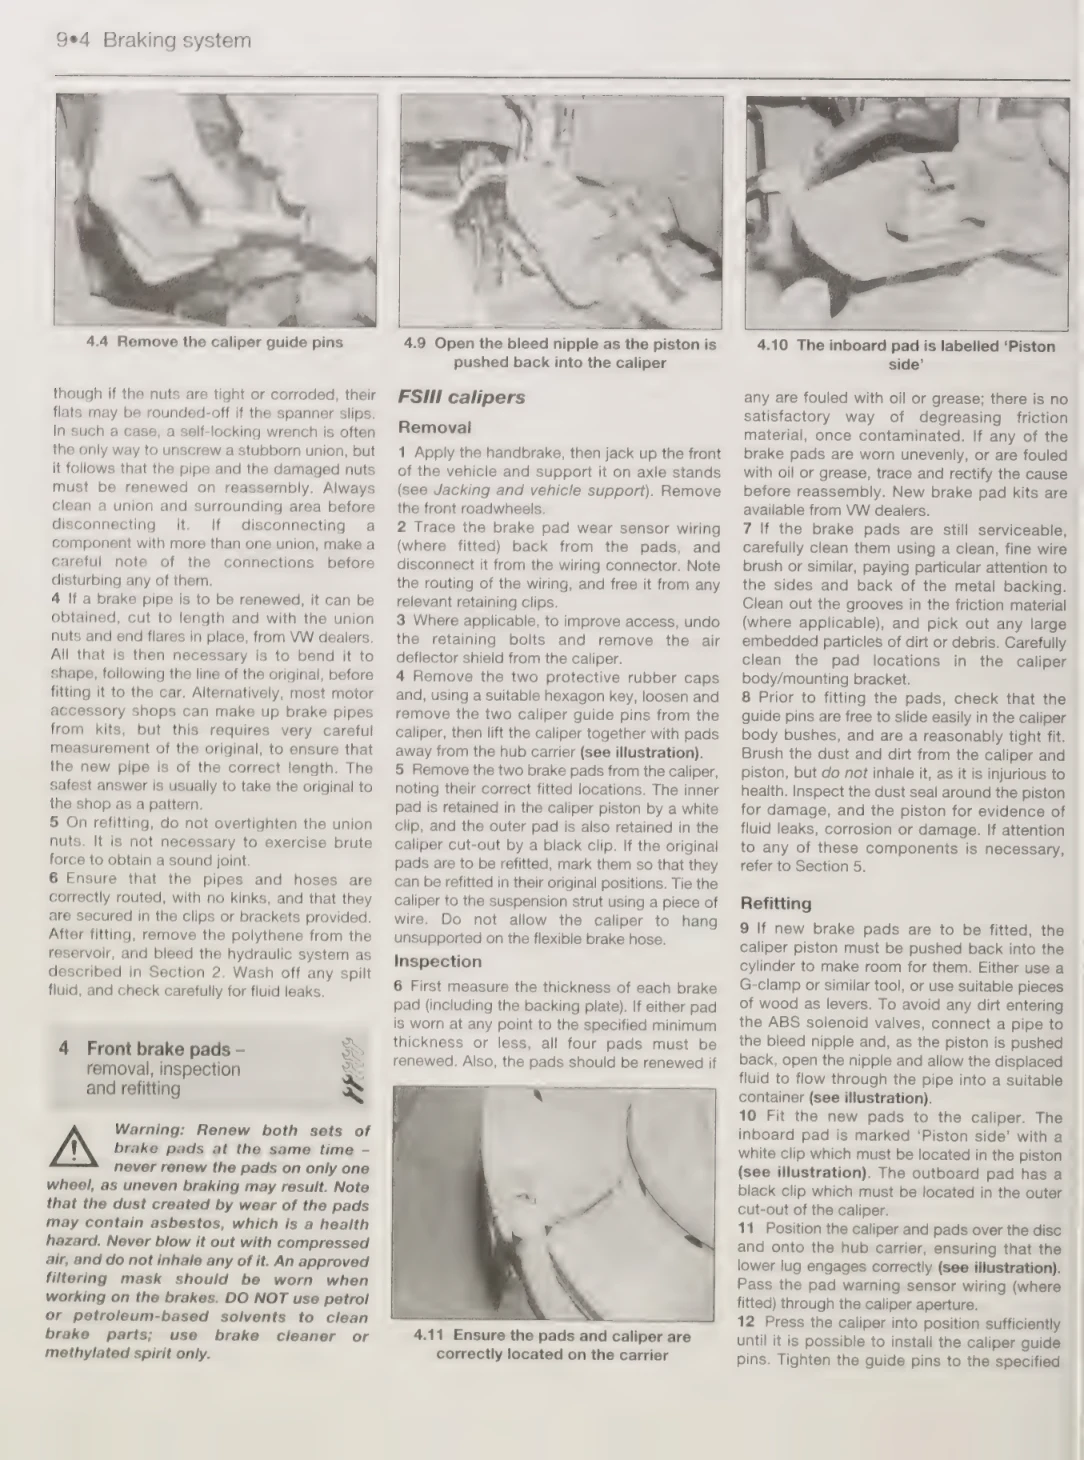 9•4 Braking system
4.4 Remove the caliper guide pins
4.9 Open the bleed nipple as the piston is
pushed back into the caliper
4.10 The inboard pad is labelled ‘Piston
side’
though if the nuts are tight or corroded, their
flats may be rounded-off if the spanner slips.
In such a case, a self-locking wrench is often
the only way to unscrew a stubborn union, but
it follows that the pipe and the damaged nuts
must be renewed on reassembly. Always
clean a union and surrounding area before
disconnecting it. If disconnecting a
component with more than one union, make a
careful note of the connections before
disturbing any of them.
4 If a brake pipe is to be renewed, it can be
obtained, cut to length and with the union
nuts and end flares in place, from VW dealers.
All that is then necessary is to bend it to
shape, following the line of the original, before
fitting it to the car. Alternatively, most motor
accessory shops can make up brake pipes
from kits, but this requires very careful
measurement of the original, to ensure that
the new pipe is of the correct length. The
safest answer is usually to take the original to
the shop as a pattern.
5 On refitting, do not overtighten the union
nuts. It is not necessary to exercise brute
force to obtain a sound joint.
6 Ensure that the pipes and hoses are
correctly routed, with no kinks, and that they
are secured in the clips or brackets provided.
After fitting, remove the polythene from the
reservoir, and bleed the hydraulic system as
described in Section 2. Wash off any spilt
fluid, and check carefully for fluid leaks.
4 Front brake pads –
removal, inspection
and refitting
Warning: Renew both sets of
brake pads at the same time –
never renew the pads on only one
wheel, as uneven braking may result. Note
that the dust created by wear of the pads
may contain asbestos, which is a health
hazard. Never blow it out with compressed
air, and do not inhale any of it. An approved
filtering mask should be worn when
working on the brakes. DO NOT use petrol
or petroleum-based solvents to clean
brake parts; use brake cleaner or
methylated spirit only.
FSIII calipers
Removal
1 Apply the handbrake, then jack up the front
of the vehicle and support it on axle stands
(see Jacking and vehicle support). Remove
the front roadwheels.
2 Trace the brake pad wear sensor wiring
(where fitted) back from the pads, and
disconnect it from the wiring connector. Note
the routing of the wiring, and free it from any
relevant retaining clips.
3 Where applicable, to improve access, undo
the retaining bolts and remove the air
deflector shield from the caliper.
4 Remove the two protective rubber caps
and, using a suitable hexagon key, loosen and
remove the two caliper guide pins from the
caliper, then lift the caliper together with pads
away from the hub carrier (see illustration).
5 Remove the two brake pads from the caliper,
noting their correct fitted locations. The inner
pad is retained in the caliper piston by a white
clip, and the outer pad is also retained in the
caliper cut-out by a black clip. If the original
pads are to be refitted, mark them so that they
can be refitted in their original positions. Tie the
caliper to the suspension strut using a piece of
wire. Do not allow the caliper to hang
unsupported on the flexible brake hose.
Inspection
6 First measure the thickness of each brake
pad (including the backing plate). If either pad
is worn at any point to the specified minimum
thickness or less, all four pads must be
renewed. Also, the pads should be renewed if
4.11 Ensure the pads and caliper are
correctly located on the carrier
any are fouled with oil or grease; there is no
satisfactory way of degreasing friction
material, once contaminated. If any of the
brake pads are worn unevenly, or are fouled
with oil or grease, trace and rectify the cause
before reassembly. New brake pad kits are
available from VW dealers.
7 If the brake pads are still serviceable,
carefully clean them using a clean, fine wire
brush or similar, paying particular attention to
the sides and back of the metal backing.
Clean out the grooves in the friction material
(where applicable), and pick out any large
embedded particles of dirt or debris. Carefully
clean the pad locations in the caliper
body/mounting bracket.
8 Prior to fitting the pads, check that the
guide pins are free to slide easily in the caliper
body bushes, and are a reasonably tight fit.
Brush the dust and dirt from the caliper and
piston, but do not inhale it, as it is injurious to
health. Inspect the dust seal around the piston
for damage, and the piston for evidence of
fluid leaks, corrosion or damage. If attention
to any of these components is necessary,
refer to Section 5.
Refitting
9 If new brake pads are to be fitted, the
caliper piston must be pushed back into the
cylinder to make room for them. Either use a
G-clamp or similar tool, or use suitable pieces
of wood as levers. To avoid any dirt entering
the ABS solenoid valves, connect a pipe to
the bleed nipple and, as the piston is pushed
back, open the nipple and allow the displaced
fluid to flow through the pipe into a suitable
container (see illustration).
10 Fit the new pads to the caliper. The
inboard pad is marked ‘Piston side’ with a
white clip which must be located in the piston
(see illustration). The outboard pad has a
black clip which must be located in the outer
cut-out of the caliper.
11 Position the caliper and pads over the disc
and onto the hub carrier, ensuring that the
lower lug engages correctly (see illustration).
Pass the pad warning sensor wiring (where
fitted) through the caliper aperture.
12 Press the caliper into position sufficiently
until it is possible to install the caliper guide
pins. Tighten the guide pins to the specified